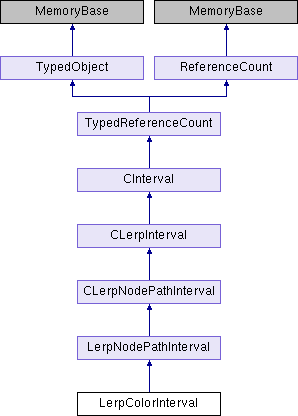 MemoryBase MemoryBase
TypedObject ReferenceCount
TypedReferenceCount
CInterval
CLerpInterval
CLerpNodePathInterval
LerpNodePathInterval
LerpColorInterval